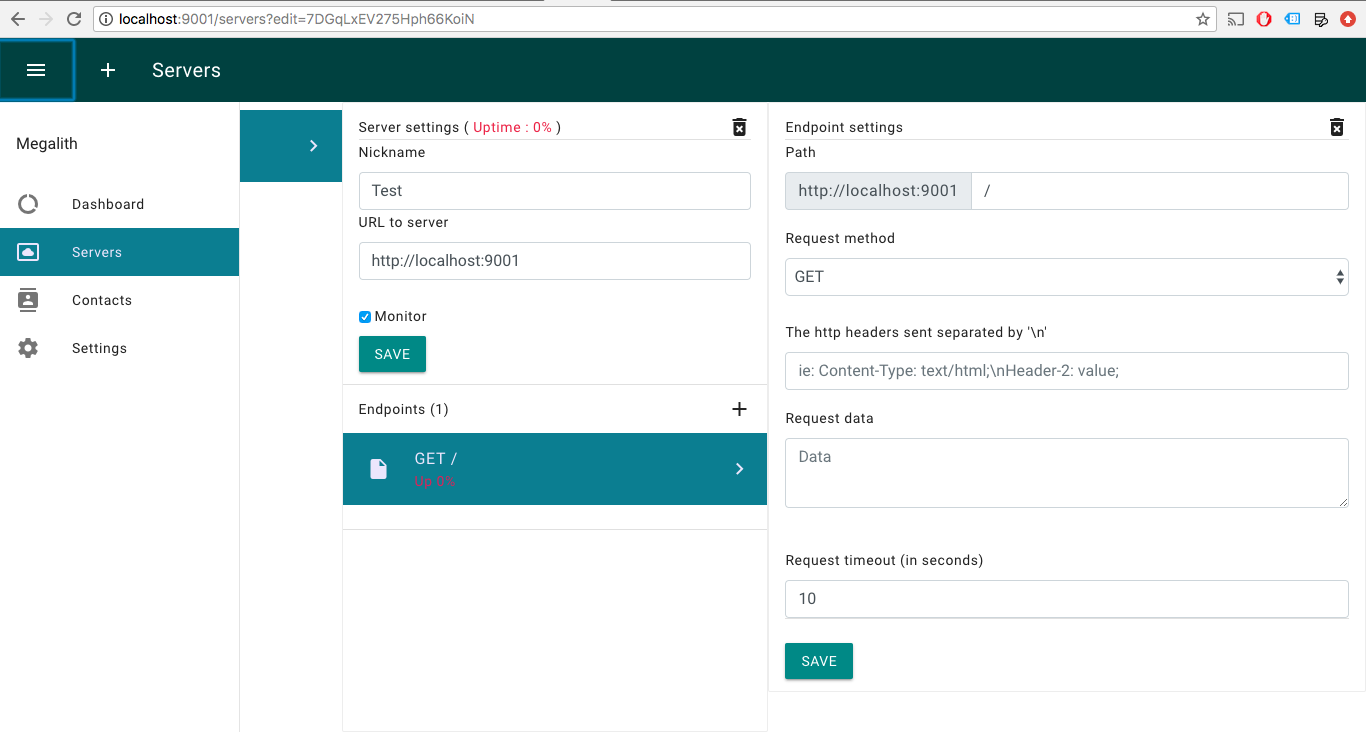 localhost:9001/servers?edit=7DGqLxEV275Hph66KoiN
Servers
Megalith
Dashboard
Servers
Contacts
Settings
Server settings ( Uptime : 0% )
Nickname
Test
URL to server
http://localhost:9001
Monitor
SAVE
Endpoints (1)
GET /
Up 0%
Endpoint settings
Path
http://localhost:9001 /
Request method
GET
The http headers sent separated by '\n'
ie: Content-Type: text/html;\nHeader-2: value;
Request data
Data
Request timeout (in seconds)
10
SAVE